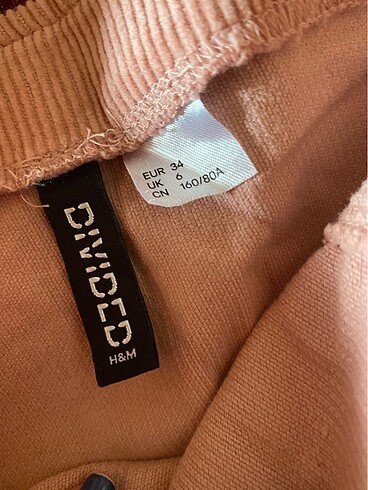 EUR 34
UK 6
CN 160/80A
DIVIDED
H&M